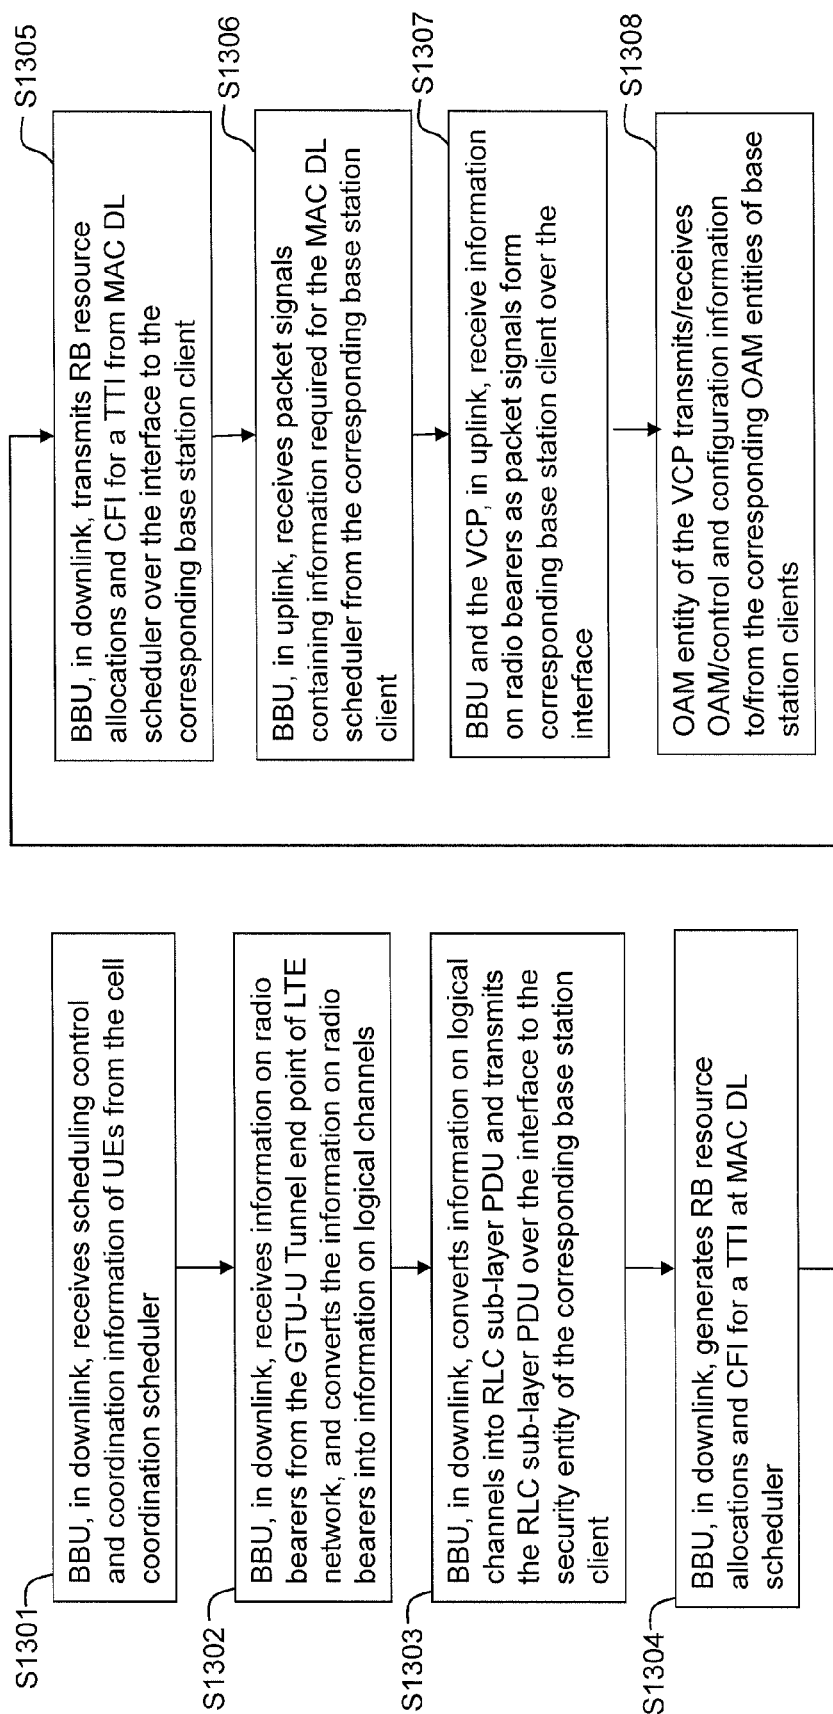 S1301
BBU, in downlink, receives scheduling control
and coordination information of UEs from the cell
coordination scheduler
S1302
BBU, in downlink, receives information on radio
bearers from the GTU-U Tunnel end point of LTE
network, and converts the information on radio
bearers into information on logical channels
S1303
BBU, in downlink, converts information on logical
channels into RLC sub-layer PDU and transmits
the RLC sub-layer PDU over the interface to the
security entity of the corresponding base station
client
S1304
BBU, in downlink, generates RB resource
allocations and CFI for a TTI at MAC DL
scheduler
S1305
BBU, in downlink, transmits RB resource
allocations and CFI for a TTI from MAC DL
scheduler over the interface to the
corresponding base station client
S1306
BBU, in uplink, receives packet signals
containing information required for the MAC DL
scheduler from the corresponding base station
client
S1307
BBU and the VCP, in uplink, receive information
on radio bearers as packet signals form
corresponding base station client over the
interface
S1308
OAM entity of the VCP transmits/receives
OAM/control and configuration information
to/from the corresponding OAM entities of base
station clients